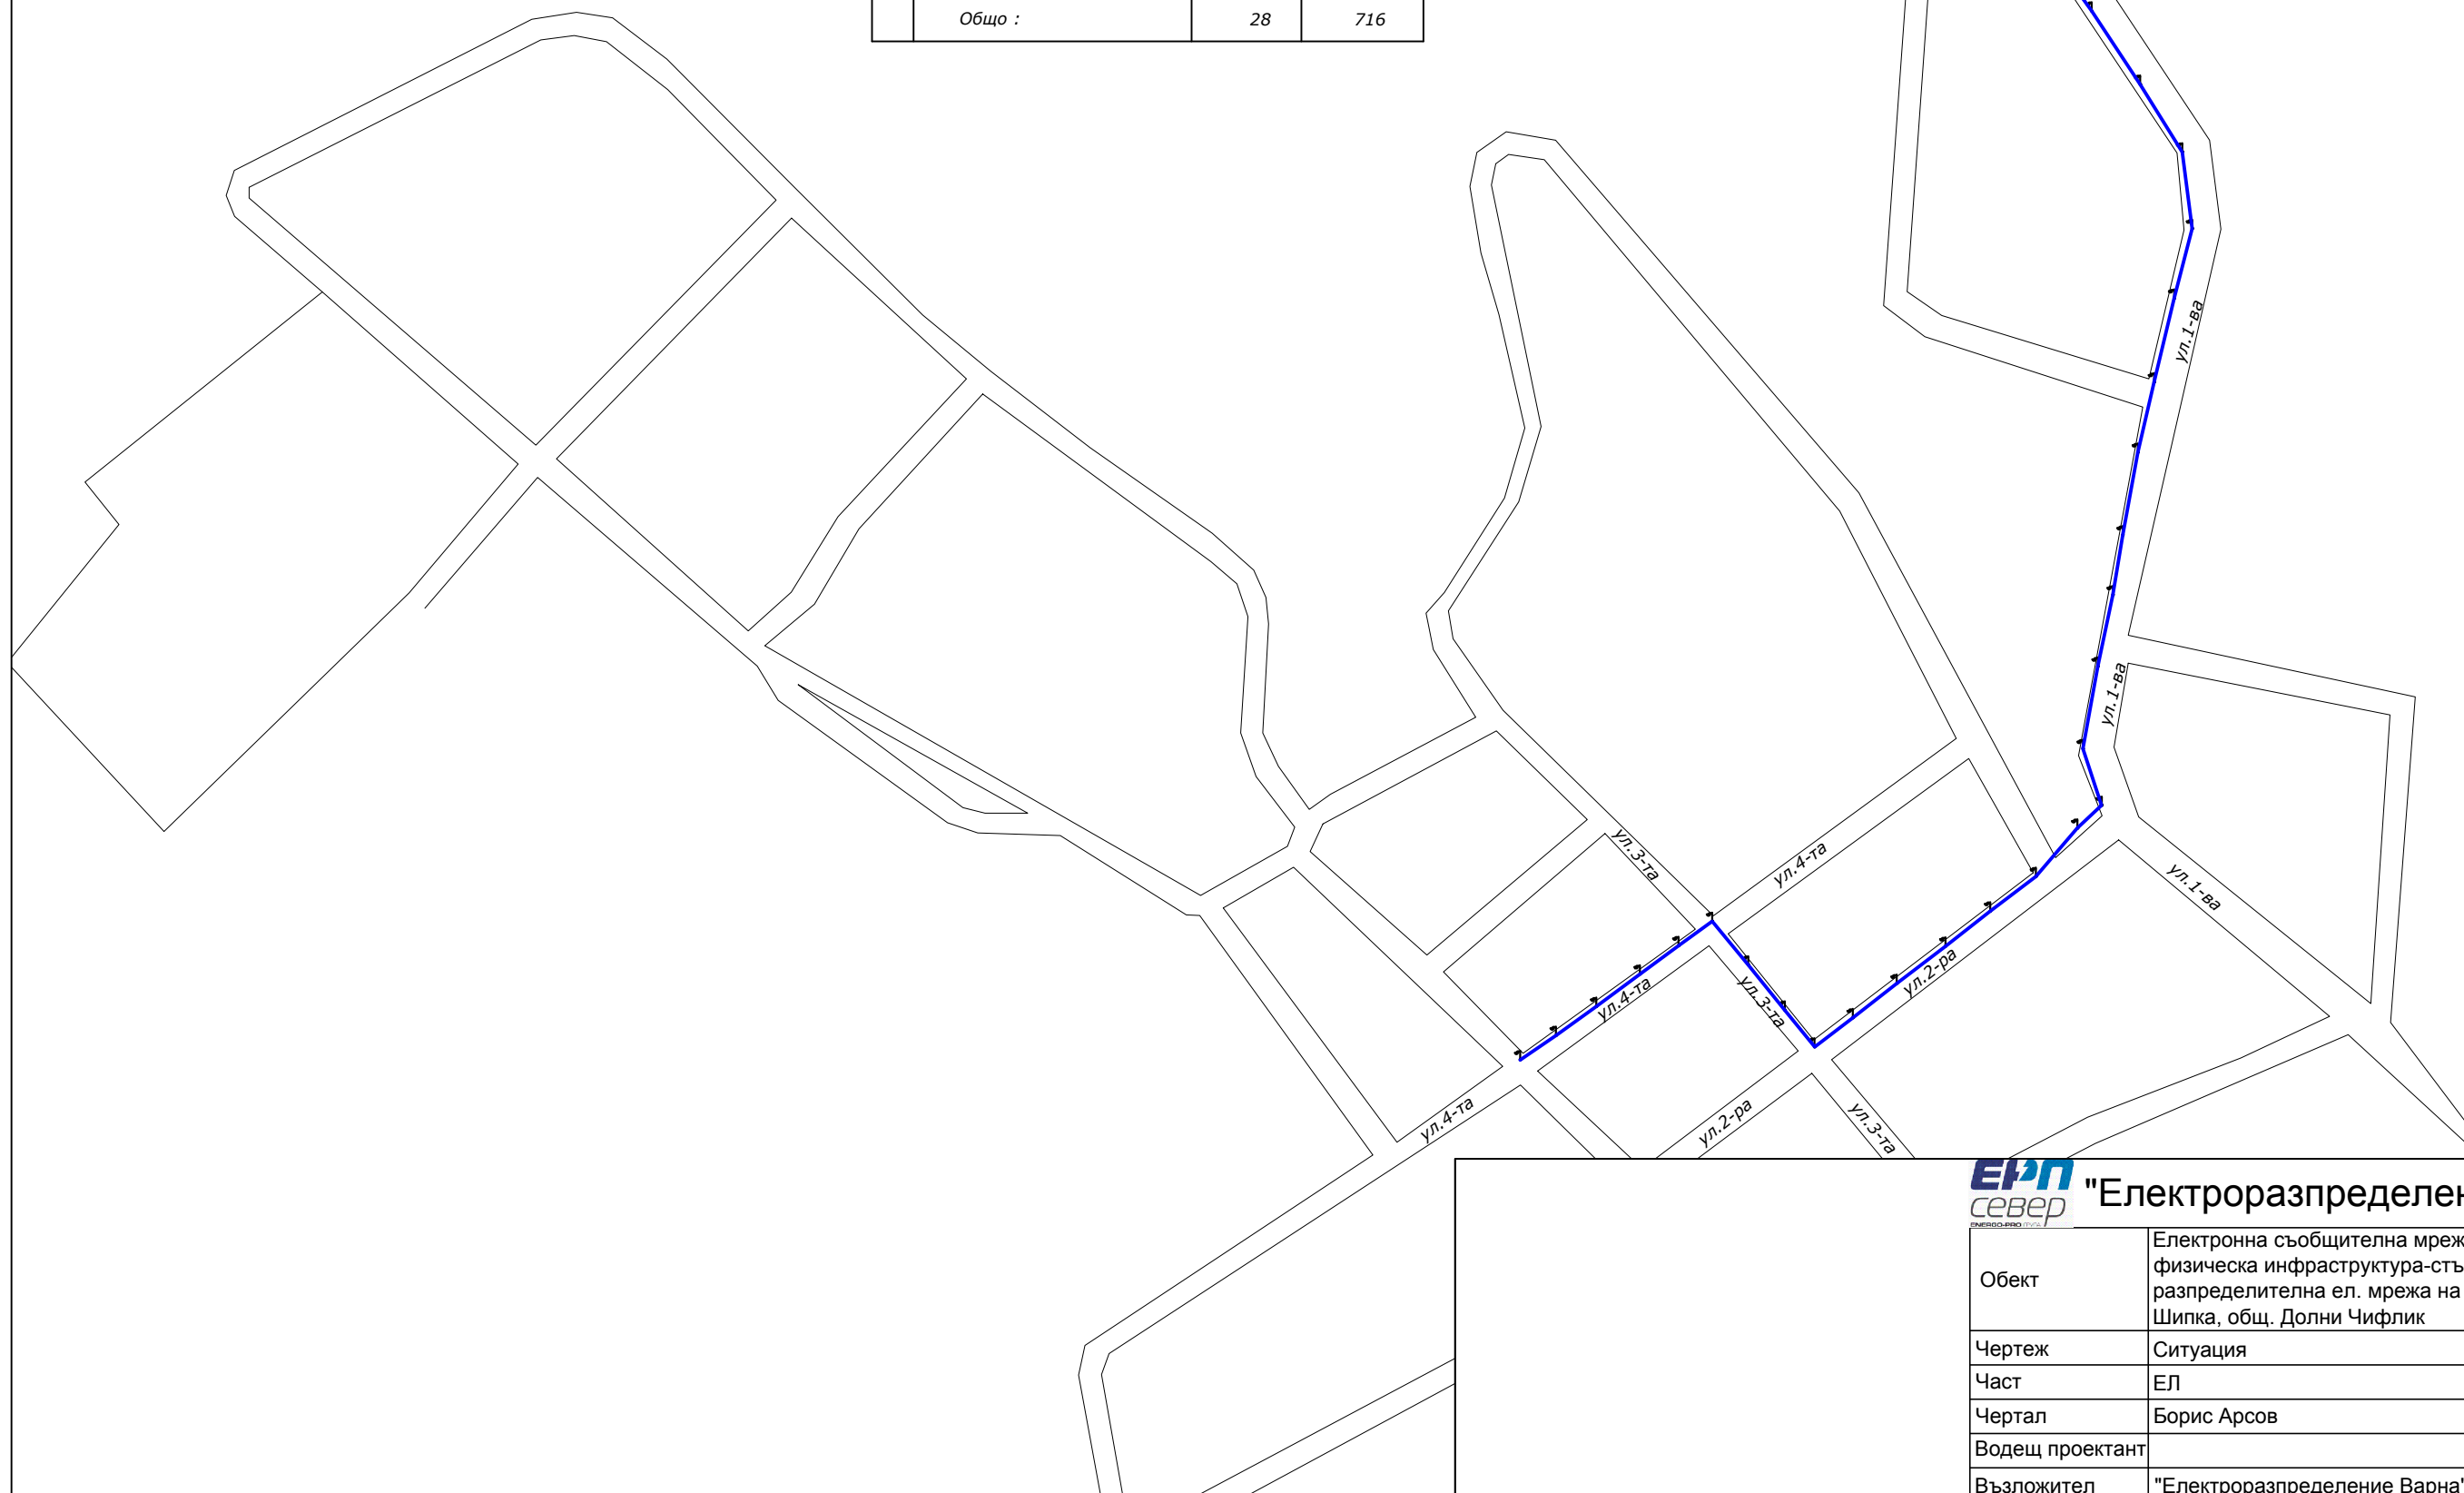 Общо : 28 716
ул.1-ва
ул.1-ва
ул.3-та
ул.4-та
ул.1-ва
ул.2-ра
ул.4-та
ул.3-та
ул.4-та
ул.2-ра
ул.3-та
ЕРП
север
ENERGO-PRO
"Електроразпределен
Обект
Електронна съобщителна мреж
физическа инфраструктура-стъ
разпределителна ел. мрежа на
Шипка, общ. Долни Чифлик
Чертеж Ситуация
Част ЕЛ
Чертал Борис Арсов
Водещ проектант
Възложител "Електроразпределение Варна"